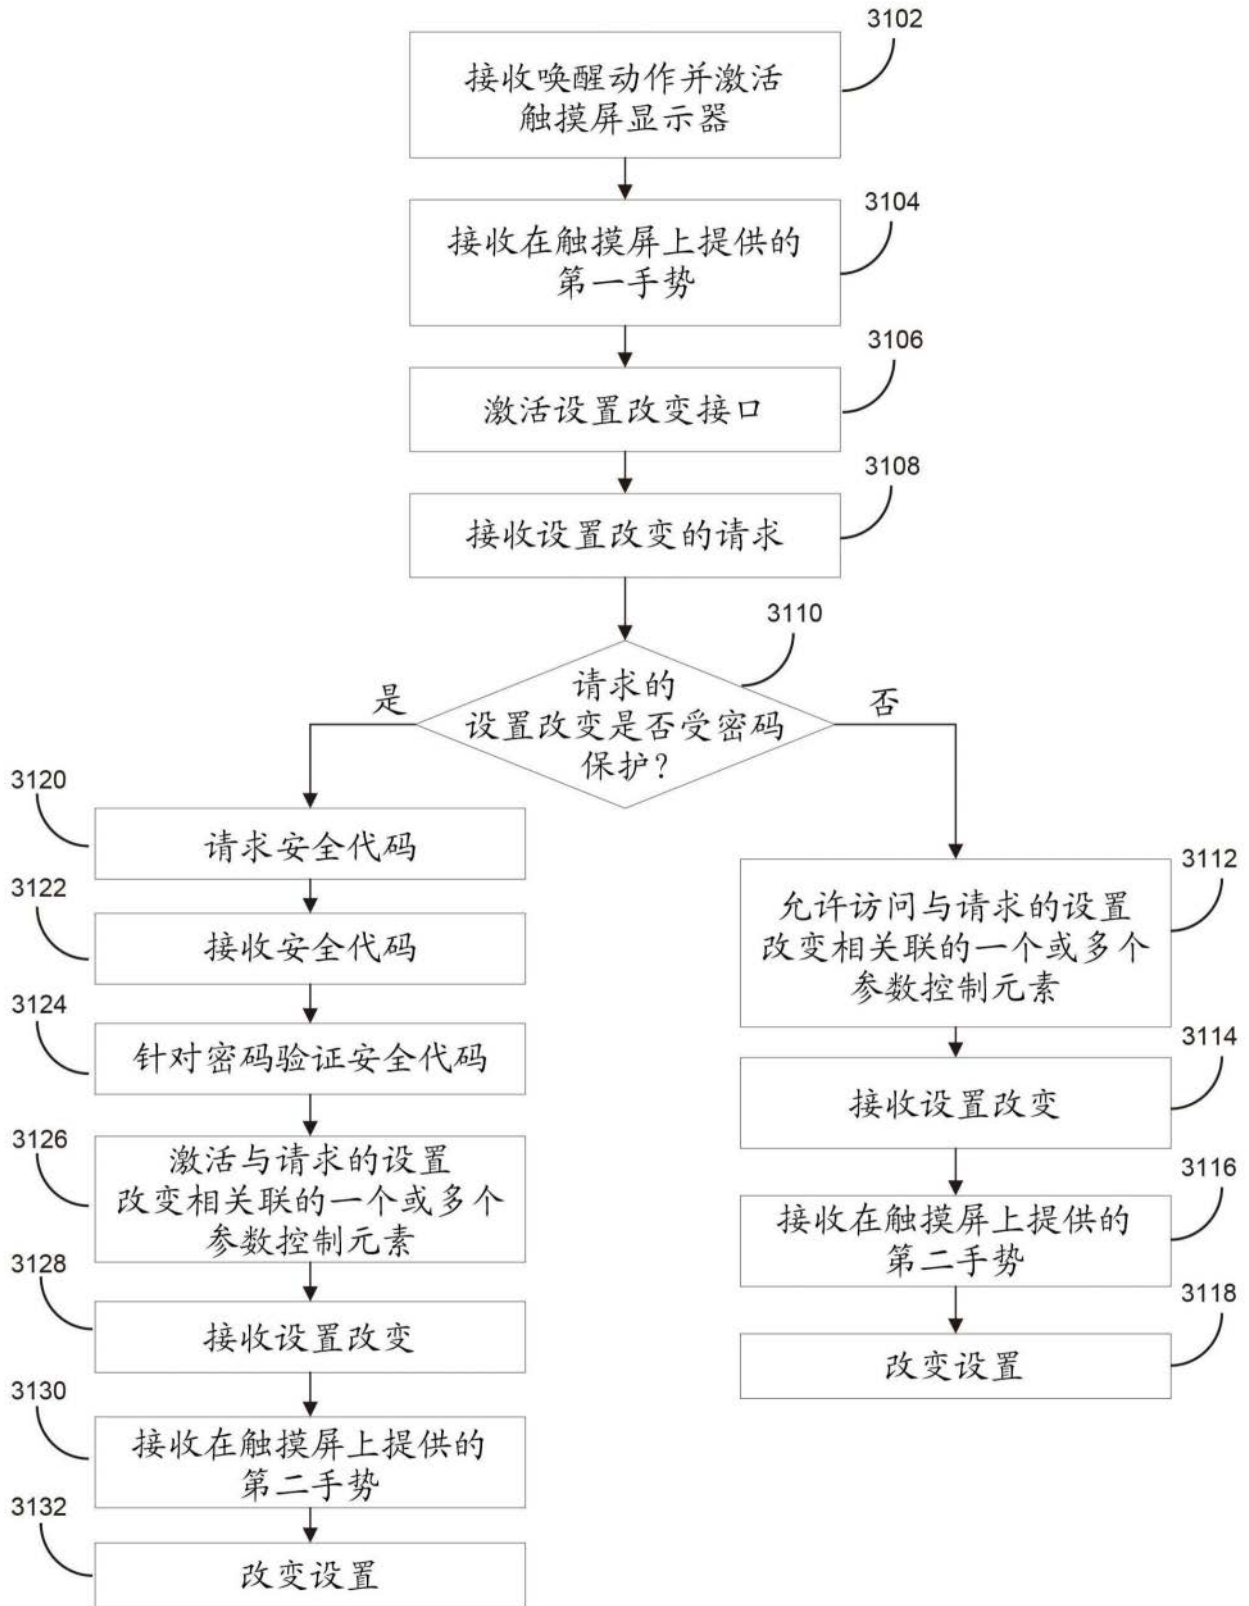 3102
接收唤醒动作并激活
触摸屏显示器
3104
接收在触摸屏上提供的
第一手势
3106
激活设置改变接口
3108
接收设置改变的请求
3110
请求的
设置改变是否受密码
保护?
是
否
3120
请求安全代码
3122
接收安全代码
3124
针对密码验证安全代码
3126
激活与请求的设置
改变相关联的一个或多个
参数控制元素
3128
接收设置改变
3130
接收在触摸屏上提供的
第二手势
3132
改变设置
3112
允许访问与请求的设置
改变相关联的一个或多个
参数控制元素
3114
接收设置改变
3116
接收在触摸屏上提供的
第二手势
3118
改变设置